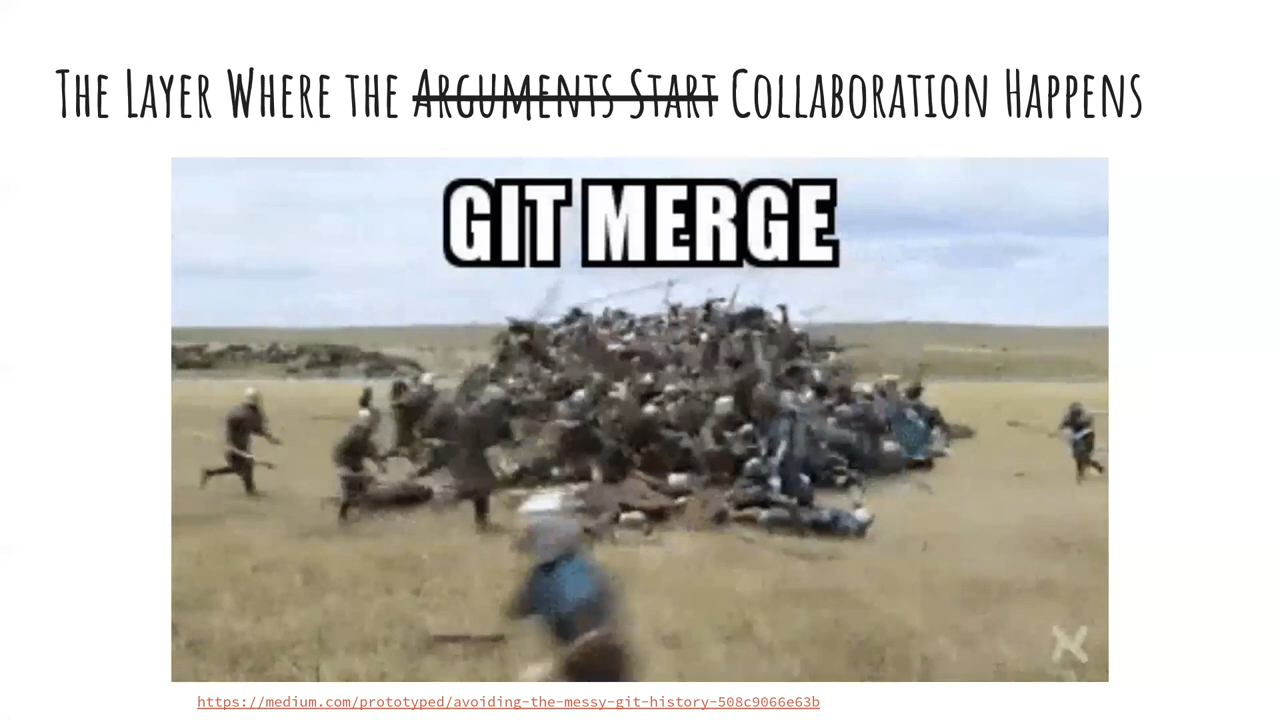 The Layer Where the Arguments Start Collaboration Happens
GIT MERGE
https://medium.com/prototyped/avoiding-the-messy-git-history-508c9066e63b